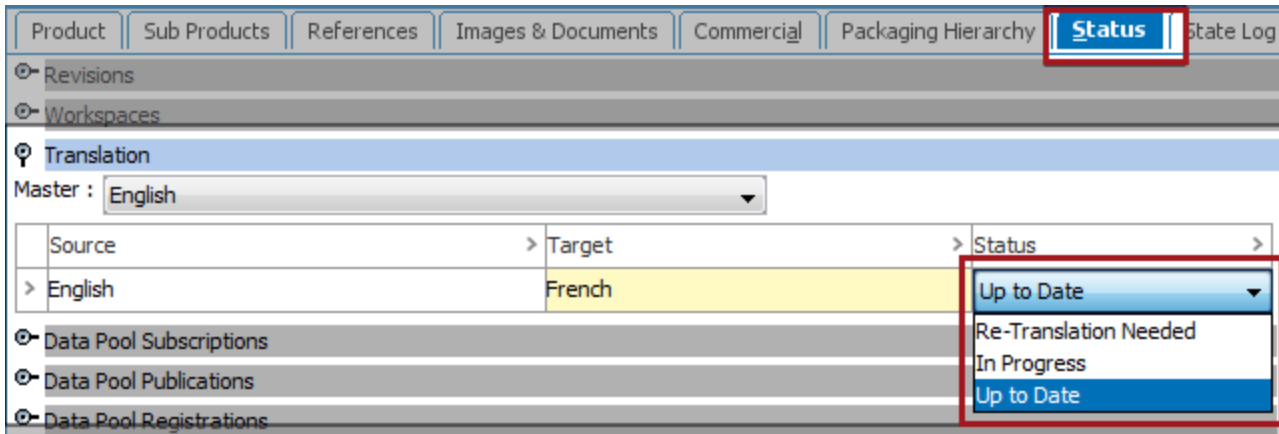 Product Sub Products References Images & Documents Commercial Packaging Hierarchy Status State Log
Revisions
Workspaces
Translation
Master : English
Source > Target > Status >
> English French Up to Date
Re-Translation Needed
In Progress
Up to Date
Data Pool Subscriptions
Data Pool Publications
Data Pool Registrations